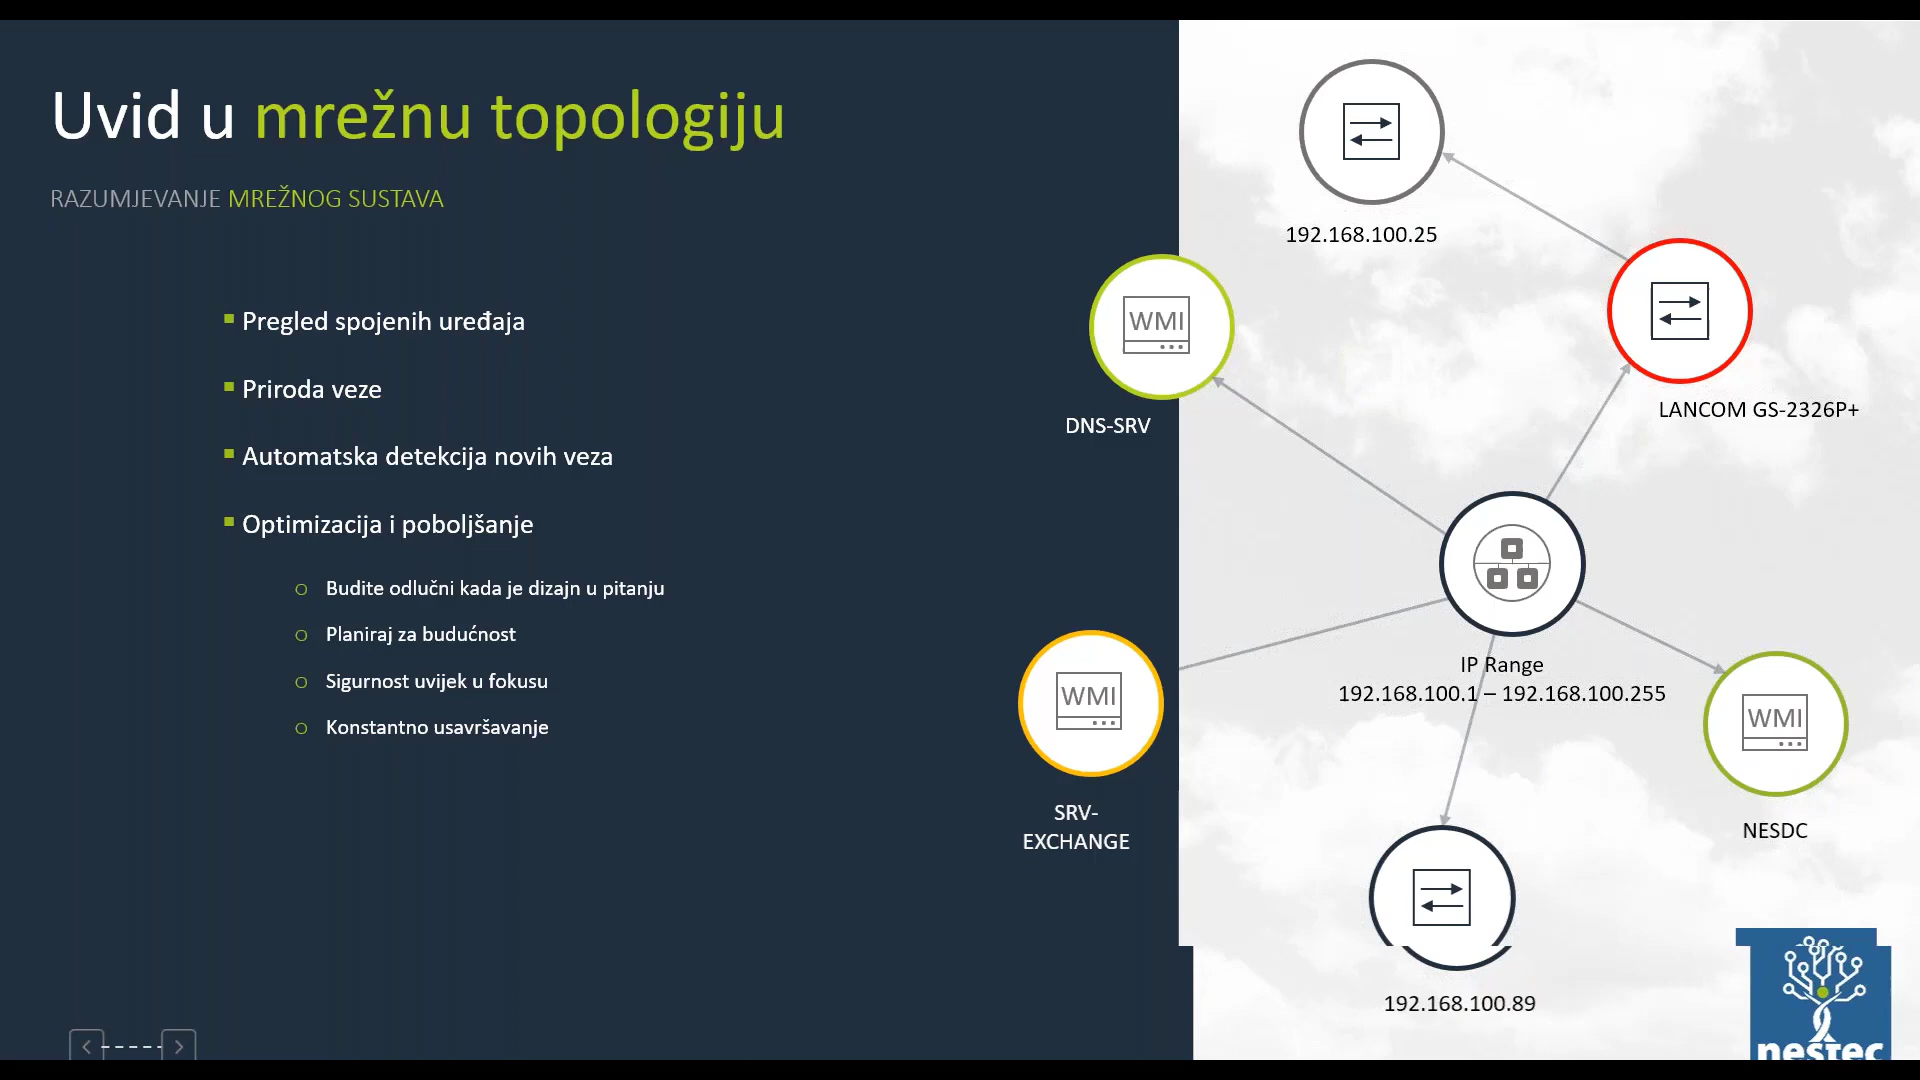 Uvid u mrežnu topologiju
RAZUMJEVANJE MREŽNOG SUSTAVA
Pregled spojenih uređaja
Priroda veze
Automatska detekcija novih veza
Optimizacija i poboljšanje
Budite odlučni kada je dizajn u pitanju
Planiraj za budućnost
Sigurnost uvijek u fokusu
Konstantno usavršavanje
192.168.100.25
WMI
DNS-SRV
LANCOM GS-2326P+
IP Range
192.168.100.1 – 192.168.100.255
WMI
SRV-
EXCHANGE
WMI
NESDC
192.168.100.89
nestec